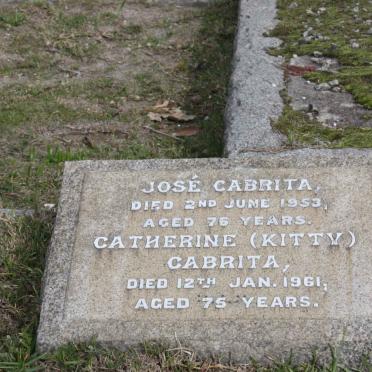 JOSÉ CABRITA,
DIED 2ND JUNE 1953,
AGED 76 YEARS.
CATHERINE (KITTY)
CABRITA,
DIED 12TH JAN. 1961,
AGED 75 YEARS.